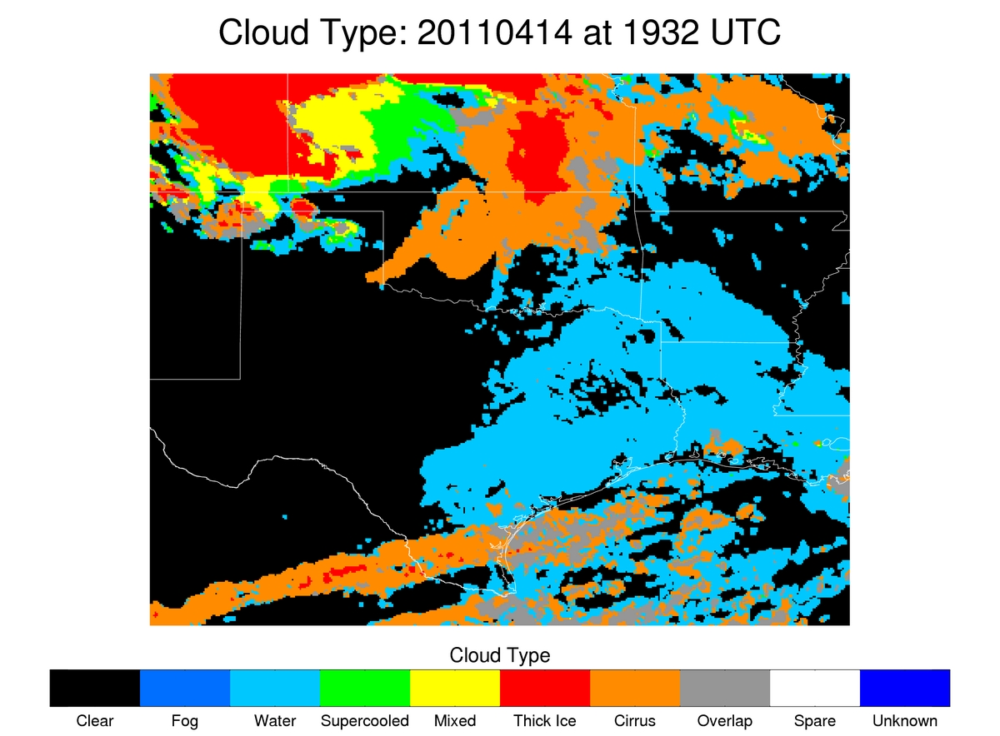 Cloud Type: 20110414 at 1932 UTC
Cloud Type
Clear Fog Water Supercooled Mixed Thick Ice Cirrus Overlap Spare Unknown